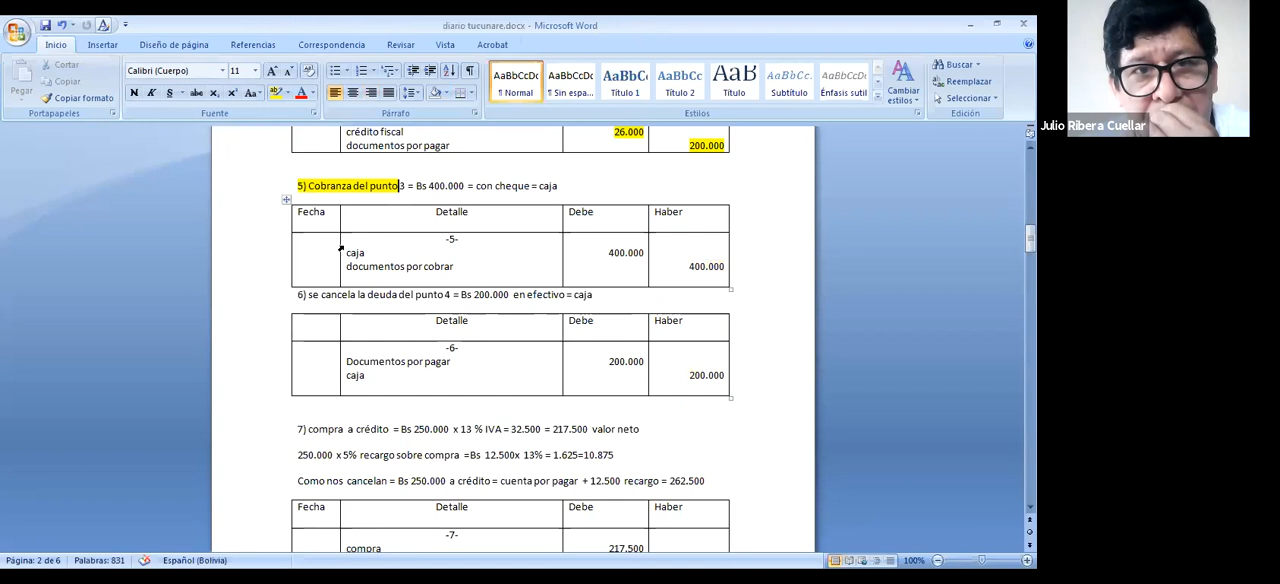 diario tucunare.docx - Microsoft Word
Inicio Insertar Diseño de página Referencias Correspondencia Revisar Vista Acrobat
Cortar
Copiar
Pegar
Copiar formato
Portapapeles
Calibri (Cuerpo) 11
Fuente
Párrafo
AaBbCcDc AaBbCcDc AaBbC AaBbCc AaB AaBbCc. AaBbCcDc
¶ Normal ¶ Sin espa... Título 1 Título 2 Título Subtítulo Énfasis sutil
Estilos
Cambiar estilos
Buscar
Reemplazar
Seleccionar
Edición
Julio Ribera Cuellar
crédito fiscal 26.000
documentos por pagar 200.000
5) Cobranza del punto 3 = Bs 400.000 = con cheque = caja
Fecha Detalle Debe Haber
-5-
caja 400.000
documentos por cobrar 400.000
6) se cancela la deuda del punto 4 = Bs 200.000 en efectivo = caja
Detalle Debe Haber
-6-
Documentos por pagar 200.000
caja 200.000
7) compra a crédito = Bs 250.000 x 13 % IVA = 32.500 = 217.500 valor neto
250.000 x 5% recargo sobre compra =Bs 12.500x 13% = 1.625=10.875
Como nos cancelan = Bs 250.000 a crédito = cuenta por pagar + 12.500 recargo = 262.500
Fecha Detalle Debe Haber
-7-
compra 217.500
Página: 2 de 6 Palabras: 831 Español (Bolivia) 100%